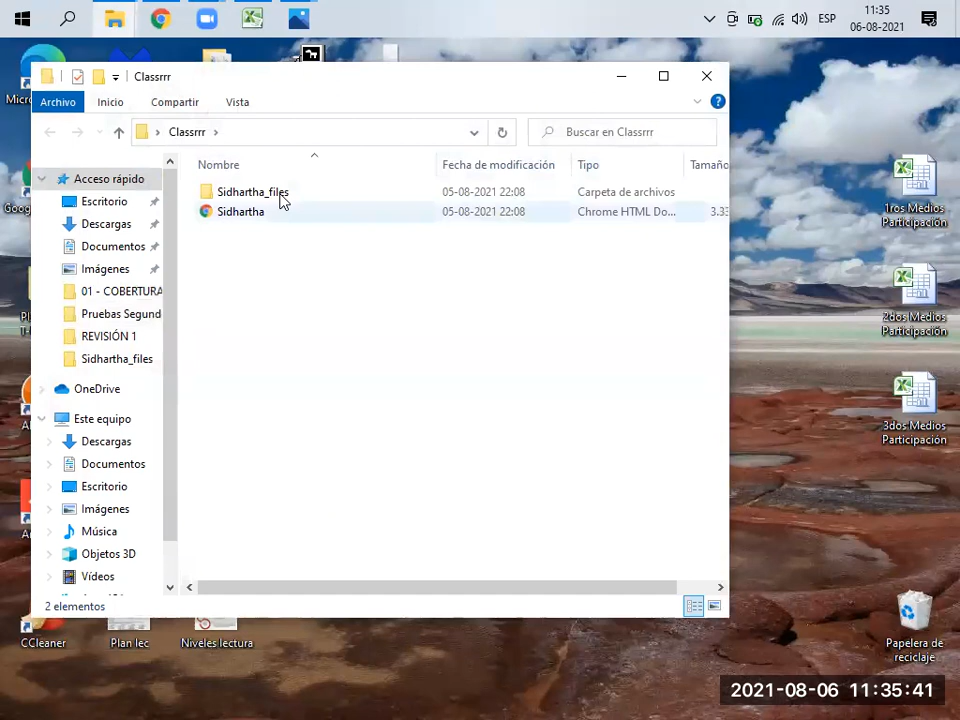 11:35
ESP
06-08-2021
Classrrr
Archivo
Inicio
Compartir
Vista
Classrrr
Buscar en Classrrr
Nombre
Fecha de modificación
Tipo
Tamaño
Acceso rápido
Sidhartha_files
05-08-2021 22:08
Carpeta de archivos
Escritorio
Sidhartha
05-08-2021 22:08
Chrome HTML Do...
3.33
Descargas
Documentos
Imágenes
01 - COBERTURA
Pruebas Segund
REVISIÓN 1
Sidhartha_files
OneDrive
Este equipo
Descargas
Documentos
Escritorio
Imágenes
Música
Objetos 3D
Vídeos
2 elementos
1ros Medios
Participación
2dos Medios
Participación
3dos Medios
Participación
CCleaner
Plan lec
Niveles lectura
Papelera de
reciclaje
2021-08-06 11:35:41